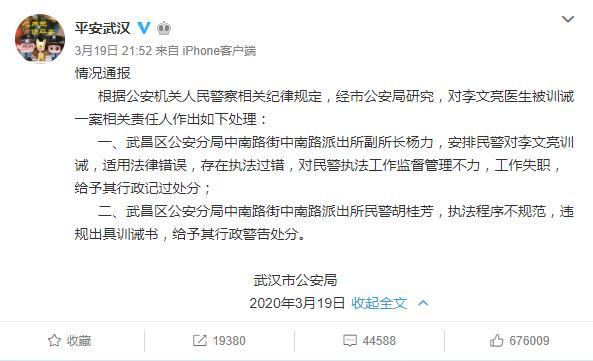 平安武汉
3月19日 21:52 来自 iPhone客户端
情况通报
根据公安机关人民警察相关纪律规定，经市公安局研究，对李文亮医生被训诫
一案相关责任人作出如下处理：
一、武昌区公安分局中南路街中南路派出所副所长杨力，安排民警对李文亮训
诫，适用法律错误，存在执法过错，对民警执法工作监督管理不力，工作失职，
给予其行政记过处分；
二、武昌区公安分局中南路街中南路派出所民警胡桂芳，执法程序不规范，违
规出具训诫书，给予其行政警告处分。
武汉市公安局
2020年3月19日 收起全文
收藏 19380 44588 676009